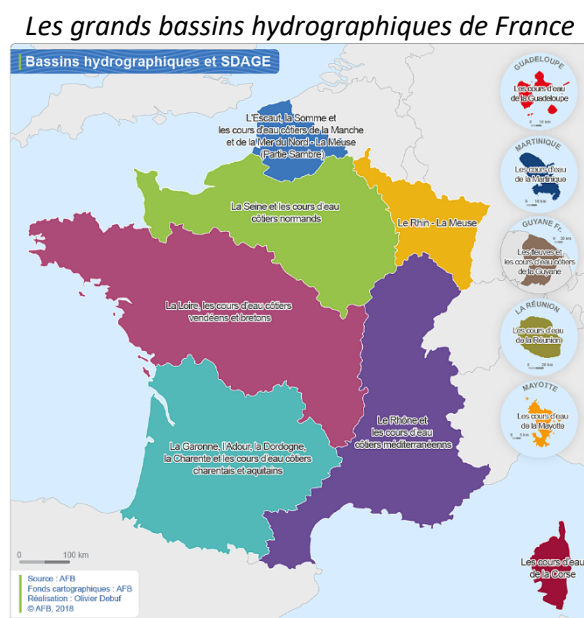 Les grands bassins hydrographiques de France
Bassins hydrographiques et SDAGE
L'Escaut, la Somme et
les cours d'eau côtiers de la Manche
et de la Mer du Nord - La Meuse
(Partie Sambre)
La Seine et les cours d'eau
côtiers normands
Le Rhin - La Meuse
La Loire, les cours d'eau côtiers
vendéens et bretons
La Garonne, l'Adour, la Dordogne,
la Charente et les cours d'eau côtiers
charentais et aquitains
Le Rhône et
les cours d'eau
côtiers méditerranéens
GUADELOUPE
Les cours d'eau
de la Guadeloupe
MARTINIQUE
Les cours d'eau
de la Martinique
GUYANE Fr.
Les fleuves et
les cours d'eau côtiers
de la Guyane
LA RÉUNION
Les cours d'eau
de la Réunion
MAYOTTE
Les cours d'eau
de la Mayotte
Les cours d'eau
de la Corse
0 100 km
Source : AFB
Fonds cartographiques : AFB
Réalisation : Olivier Debuf
© AFB, 2018